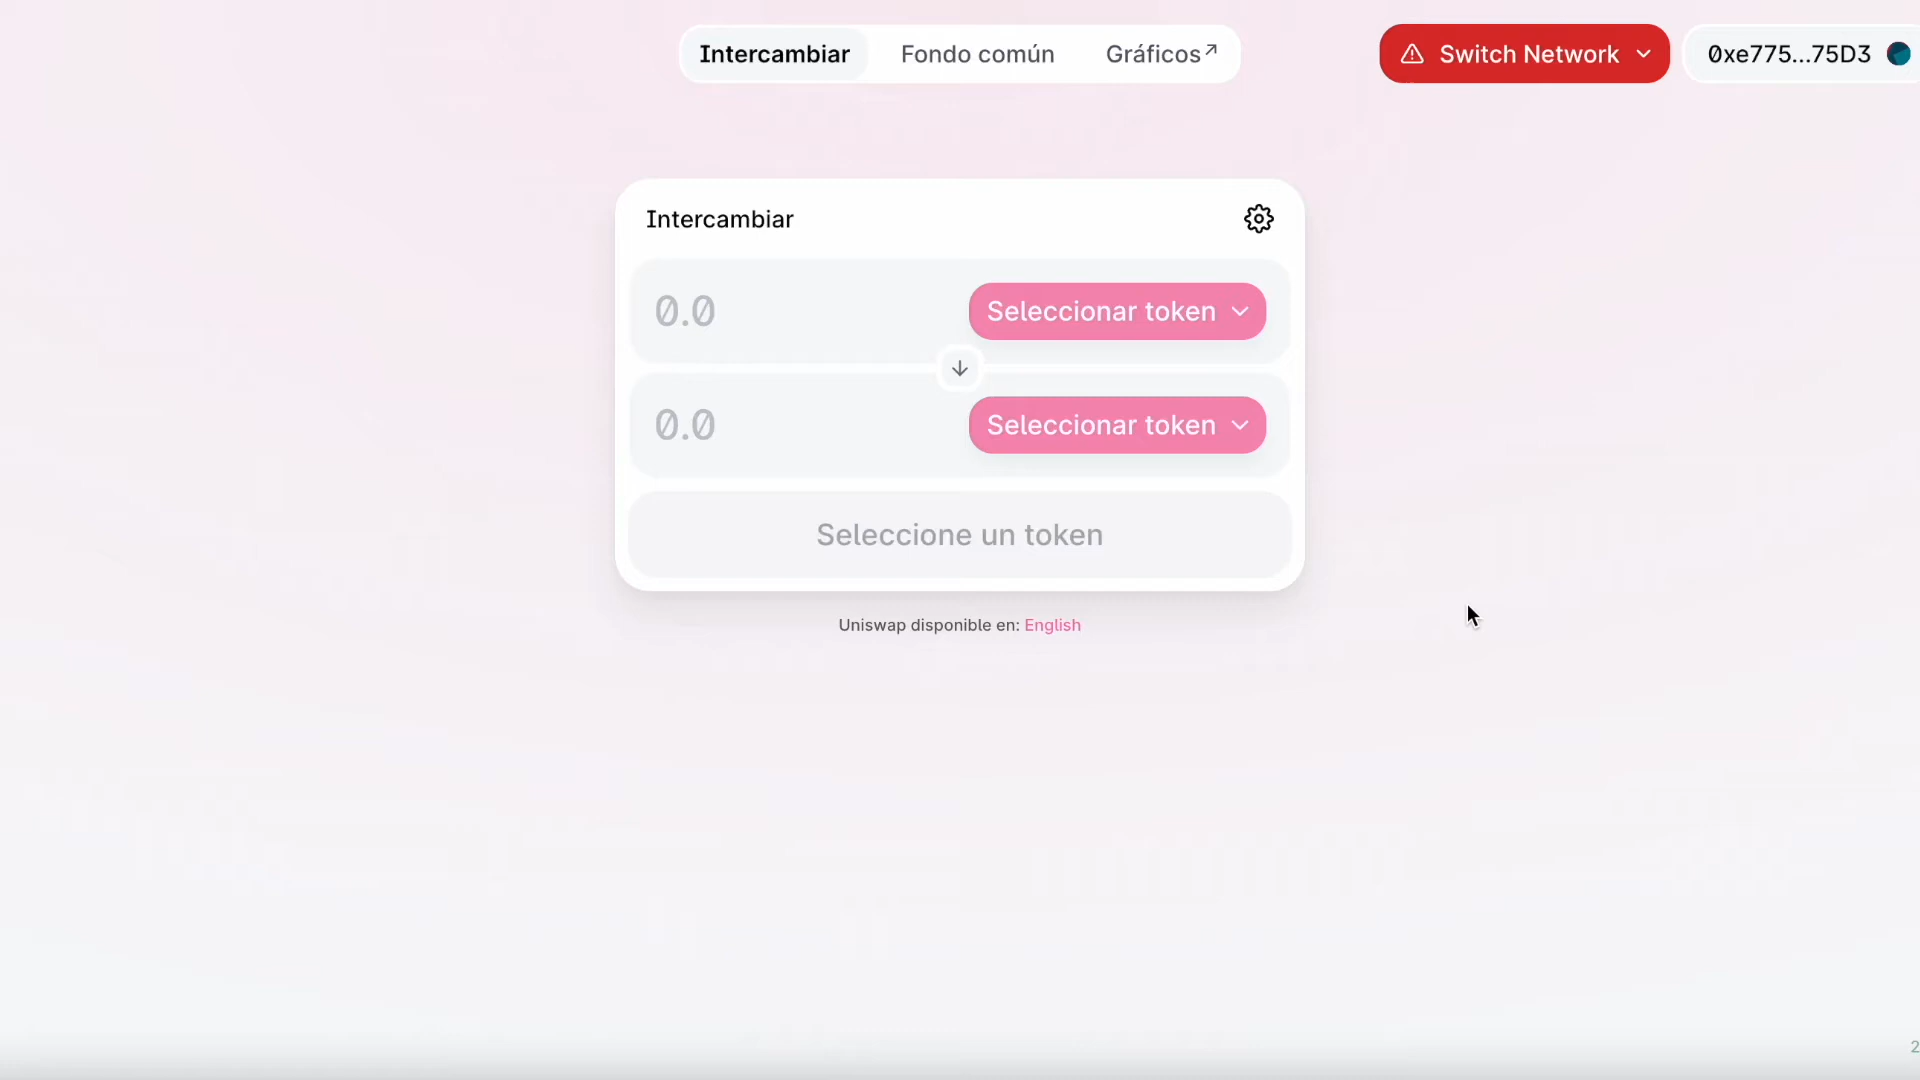 Intercambiar
Fondo común
Gráficos↗
Switch Network
0xe775...75D3
Intercambiar
0.0
Seleccionar token
0.0
Seleccionar token
Seleccione un token
Uniswap disponible en: English
2